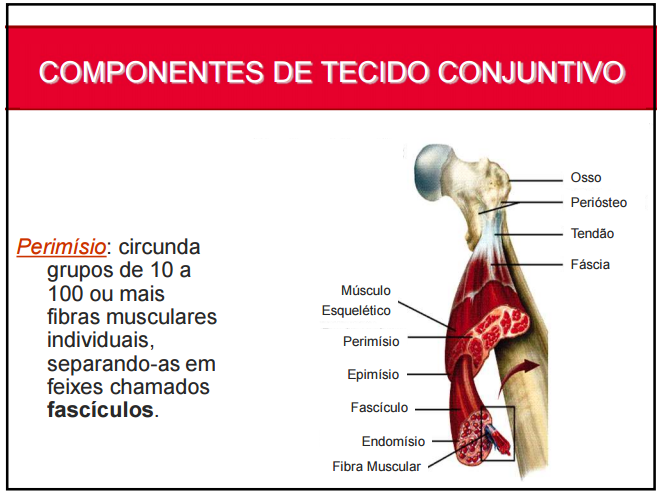 COMPONENTES DE TECIDO CONJUNTIVO
Perimísio: circunda
grupos de 10 a
100 ou mais
fibras musculares
individuais,
separando-as em
feixes chamados
fascículos.
Osso
Periósteo
Tendão
Fáscia
Músculo
Esquelético
Perimísio
Epimísio
Fascículo
Endomísio
Fibra Muscular